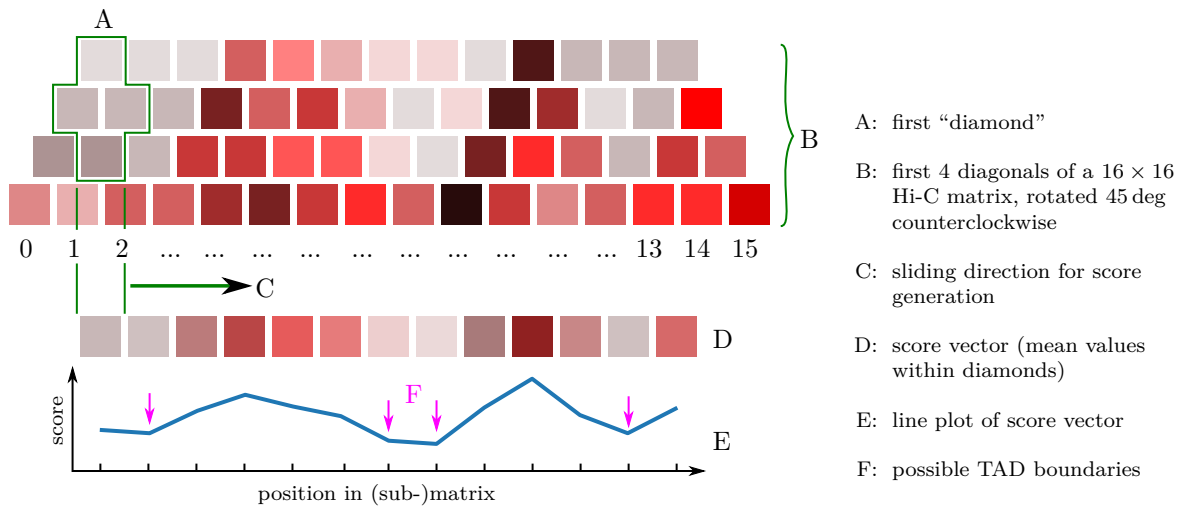 A
B
0 1 2 ... ... ... ... ... ... ... ... ... ... 13 14 15
C
D
F
score
E
position in (sub-)matrix
A: first “diamond”
B: first 4 diagonals of a 16 × 16
Hi-C matrix, rotated 45 deg
counterclockwise
C: sliding direction for score
generation
D: score vector (mean values
within diamonds)
E: line plot of score vector
F: possible TAD boundaries